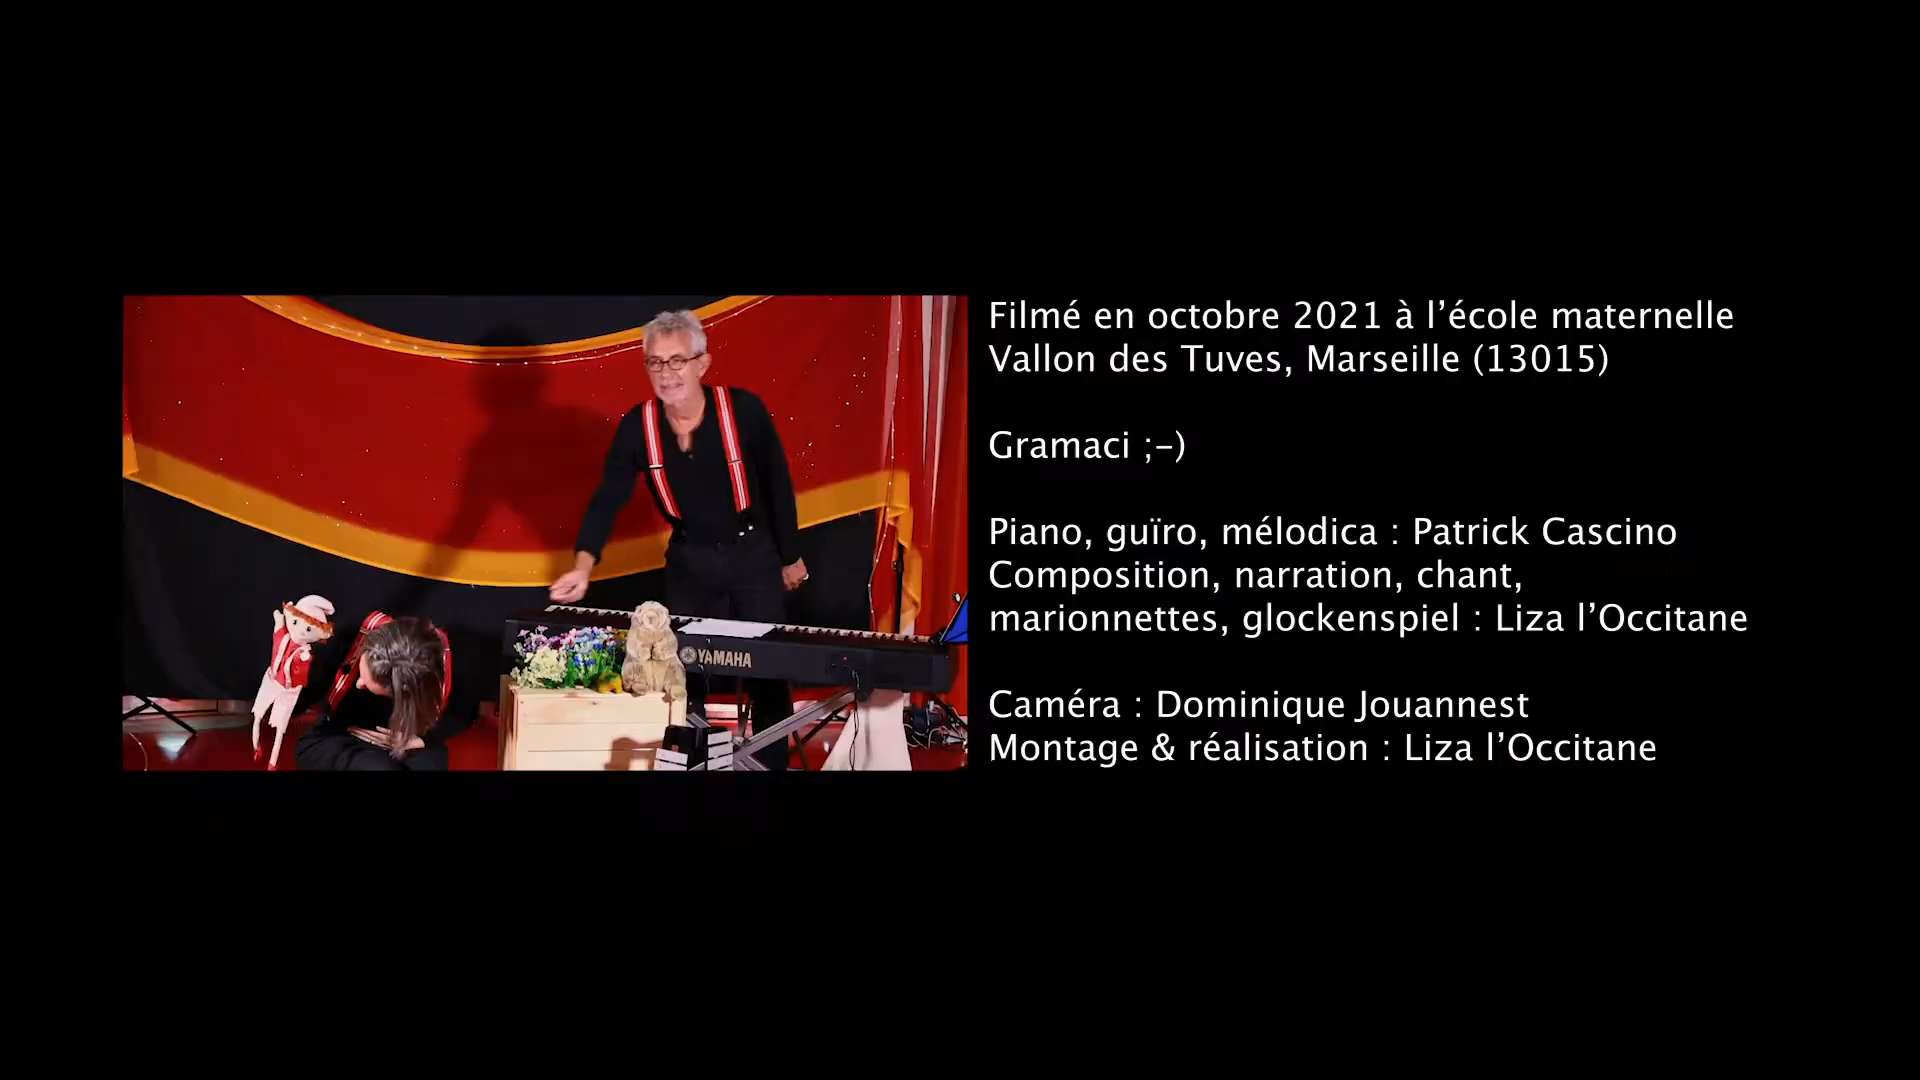 Filmé en octobre 2021 à l’école maternelle
Vallon des Tuves, Marseille (13015)
Gramaci ;-)
Piano, guïro, mélodica : Patrick Cascino
Composition, narration, chant,
marionnettes, glockenspiel : Liza l’Occitane
Caméra : Dominique Jouannest
Montage & réalisation : Liza l’Occitane
YAMAHA